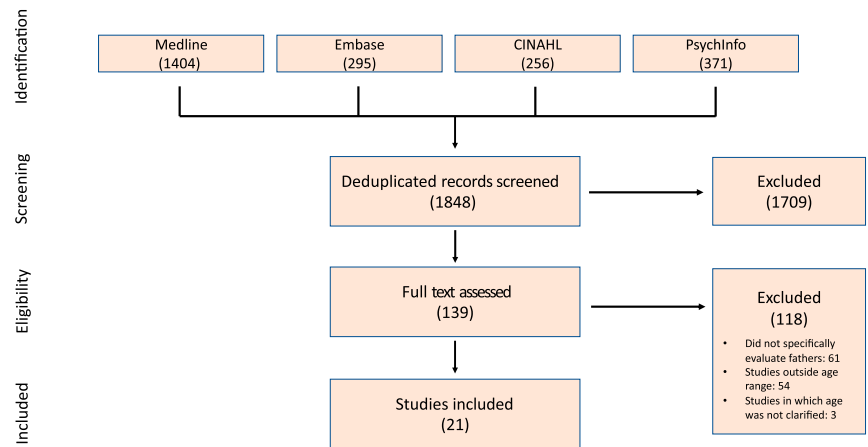 Identification
Medline
(1404)
Embase
(295)
CINAHL
(256)
PsychInfo
(371)
Screening
Deduplicated records screened
(1848)
Excluded
(1709)
Eligibility
Full text assessed
(139)
Excluded
(118)
• Did not specifically
evaluate fathers: 61
• Studies outside age
range: 54
• Studies in which age
was not clarified: 3
Included
Studies included
(21)